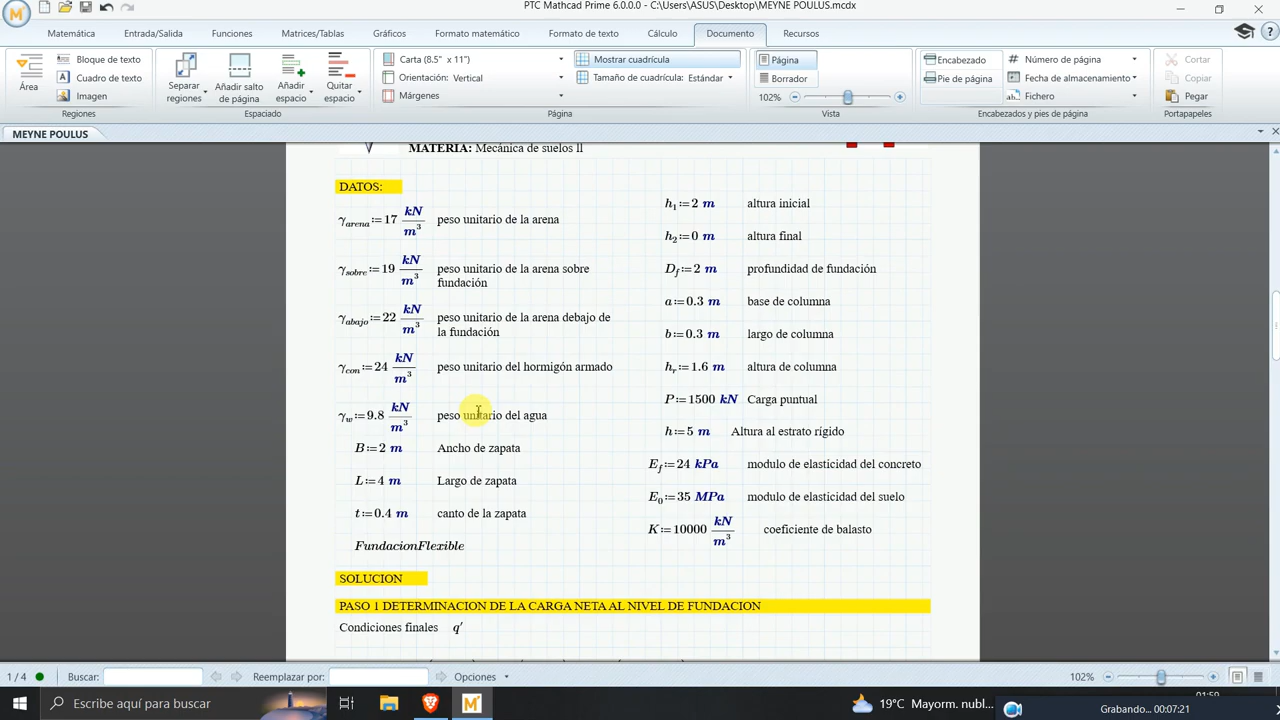 PTC Mathcad Prime 6.0.0.0 - C:\Users\ASUS\Desktop\MEYNE POULUS.mcdx
Matemática Entrada/Salida Funciones Matrices/Tablas Gráficos Formato matemático Formato de texto Cálculo Documento Recursos
Área
Bloque de texto
Cuadro de texto
Imagen
Regiones
Separar regiones
Añadir salto de página
Añadir espacio
Quitar espacio
Espaciado
Carta (8.5" x 11")
Orientación: Vertical
Márgenes
Mostrar cuadrícula
Tamaño de cuadrícula: Estándar
Página
Página
Borrador
102%
Vista
Encabezado
Pie de página
Número de página
Fecha de almacenamiento
Fichero
Encabezados y pies de página
Cortar
Copiar
Pegar
Portapapeles
MEYNE POULUS
MATERIA: Mecánica de suelos ll
DATOS:
γarena:=17 kN/m³ peso unitario de la arena
γsobre:=19 kN/m³ peso unitario de la arena sobre
fundación
γabajo:=22 kN/m³ peso unitario de la arena debajo de
la fundación
γcon:=24 kN/m³ peso unitario del hormigón armado
γw:=9.8 kN/m³ peso unitario del agua
B:=2 m Ancho de zapata
L:=4 m Largo de zapata
t:=0.4 m canto de la zapata
FundacionFlexible
h1:=2 m altura inicial
h2:=0 m altura final
Df:=2 m profundidad de fundación
a:=0.3 m base de columna
b:=0.3 m largo de columna
hr:=1.6 m altura de columna
P:=1500 kN Carga puntual
h:=5 m Altura al estrato rígido
Ef:=24 kPa modulo de elasticidad del concreto
E0:=35 MPa modulo de elasticidad del suelo
K:=10000 kN/m³ coeficiente de balasto
SOLUCION
PASO 1 DETERMINACION DE LA CARGA NETA AL NIVEL DE FUNDACION
Condiciones finales q′
1 / 4 Buscar: Reemplazar por: Opciones 102%
Escribe aquí para buscar
19°C Mayorm. nubl...
01:59
Grabando... 00:07:21